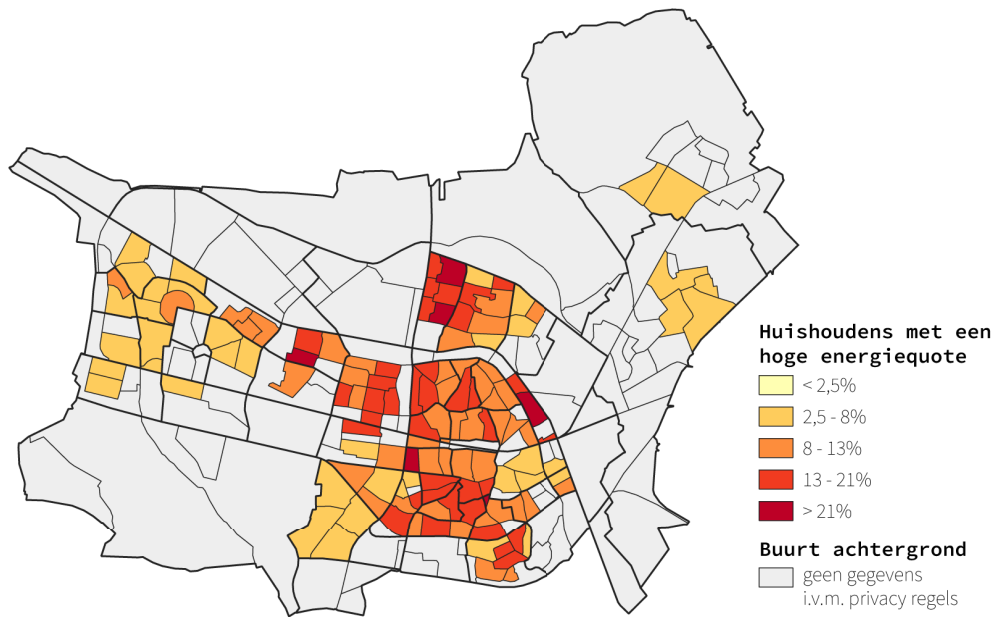 Huishoudens met een
hoge energiequote
< 2,5%
2,5 - 8%
8 - 13%
13 - 21%
> 21%
Buurt achtergrond
geen gegevens
i.v.m. privacy regels